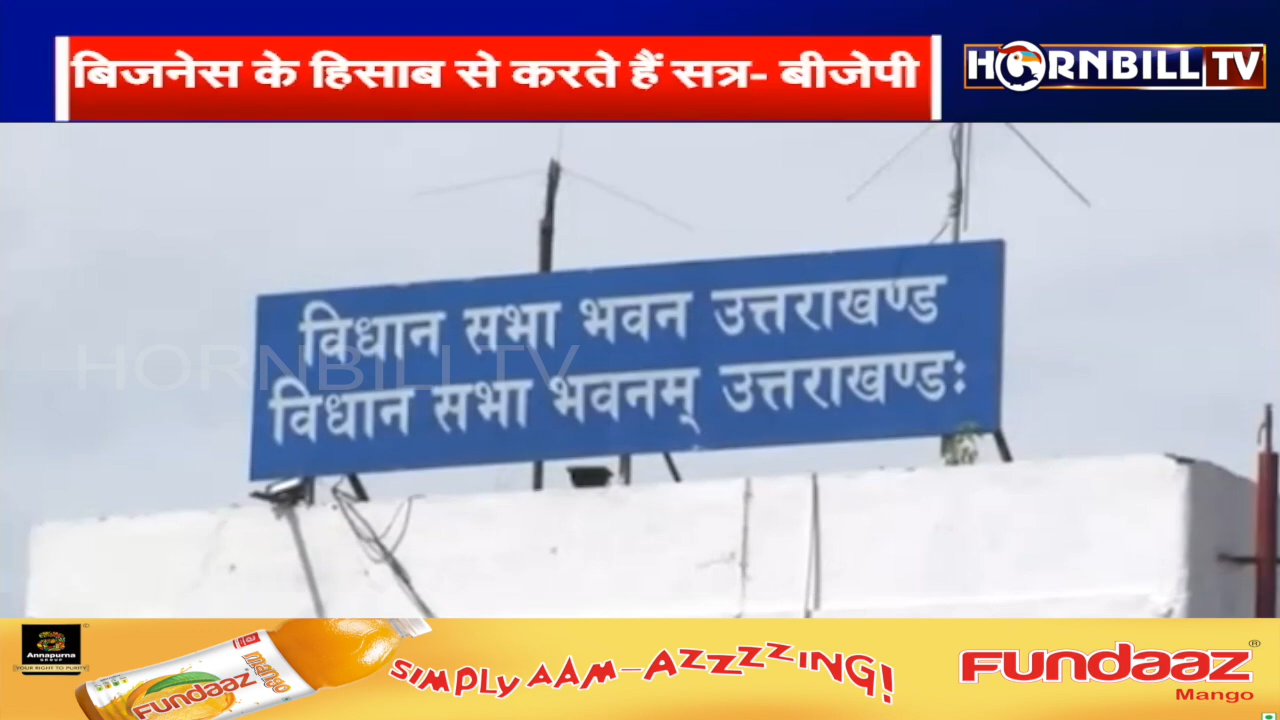 बिजनेस के हिसाब से करते हैं सत्र- बीजेपी
HORNBILL TV
विधान सभा भवन उत्तराखण्ड
HORNBILL TV
विधान सभा भवनम् उत्तराखण्डः
Annapurna
GROUP
YOUR RIGHT TO PURITY
mango
Fundaaz
SIMPLY AAM-AZZZZING!
FUNDAAZ®
Mango